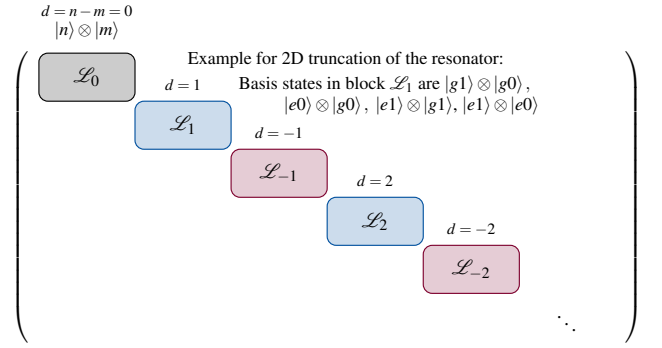 d = n − m = 0
|n⟩ ⊗ |m⟩
Example for 2D truncation of the resonator:
ℒ₀
d = 1
Basis states in block ℒ₁ are |g1⟩ ⊗ |g0⟩ ,
|e0⟩ ⊗ |g0⟩ , |e1⟩ ⊗ |g1⟩, |e1⟩ ⊗ |e0⟩
ℒ₁
d = −1
ℒ₋₁
d = 2
ℒ₂
d = −2
ℒ₋₂
⋱